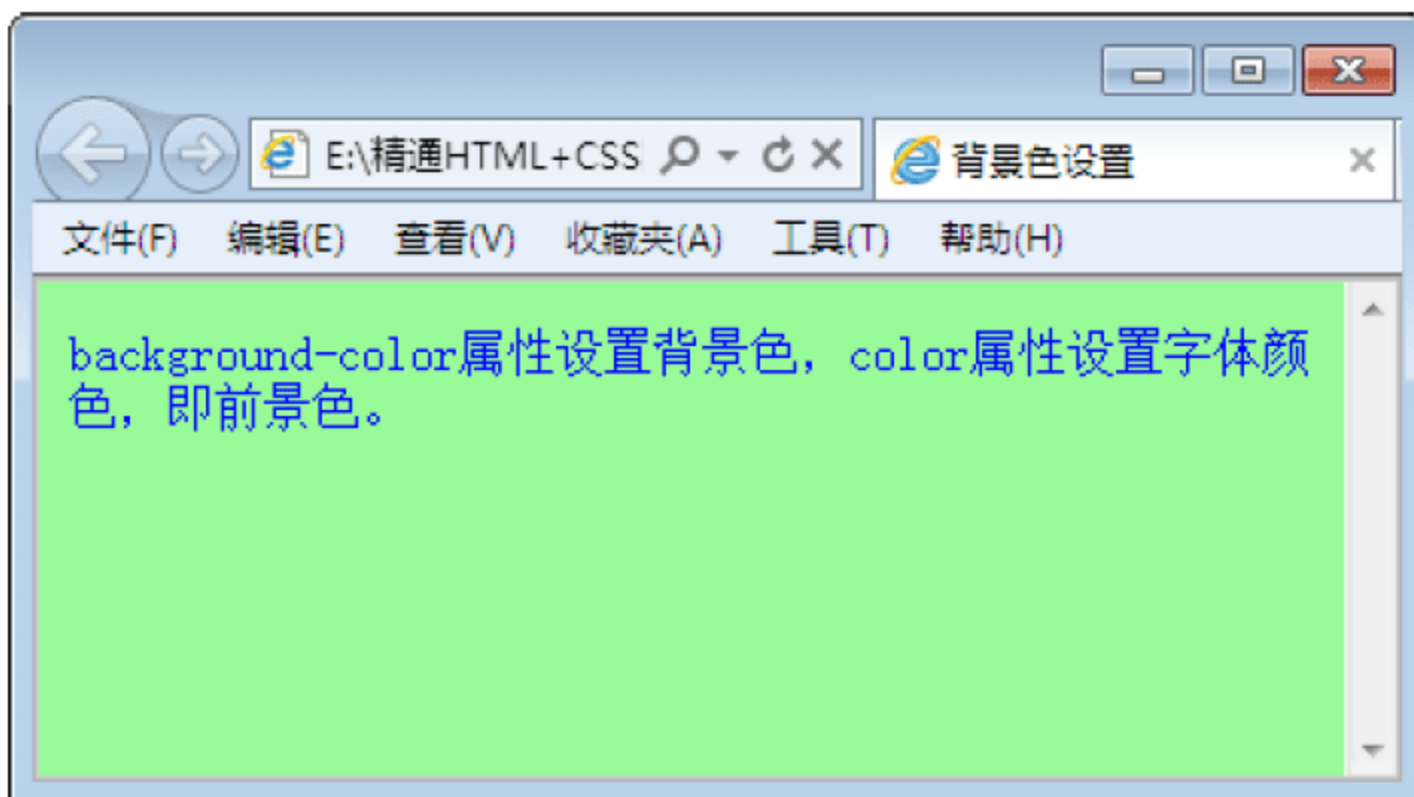 E:\精通HTML+CSS
背景色设置
文件(F) 编辑(E) 查看(V) 收藏夹(A) 工具(T) 帮助(H)
background-color属性设置背景色，color属性设置字体颜
色，即前景色。